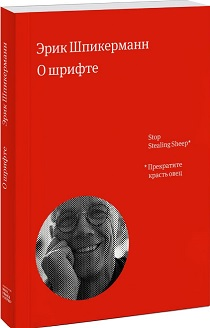 Эрик Шпикерманн
О шрифте
Stop
Stealing Sheep*
* Прекратите
красть овец
О шрифте
Эрик Шпикерманн